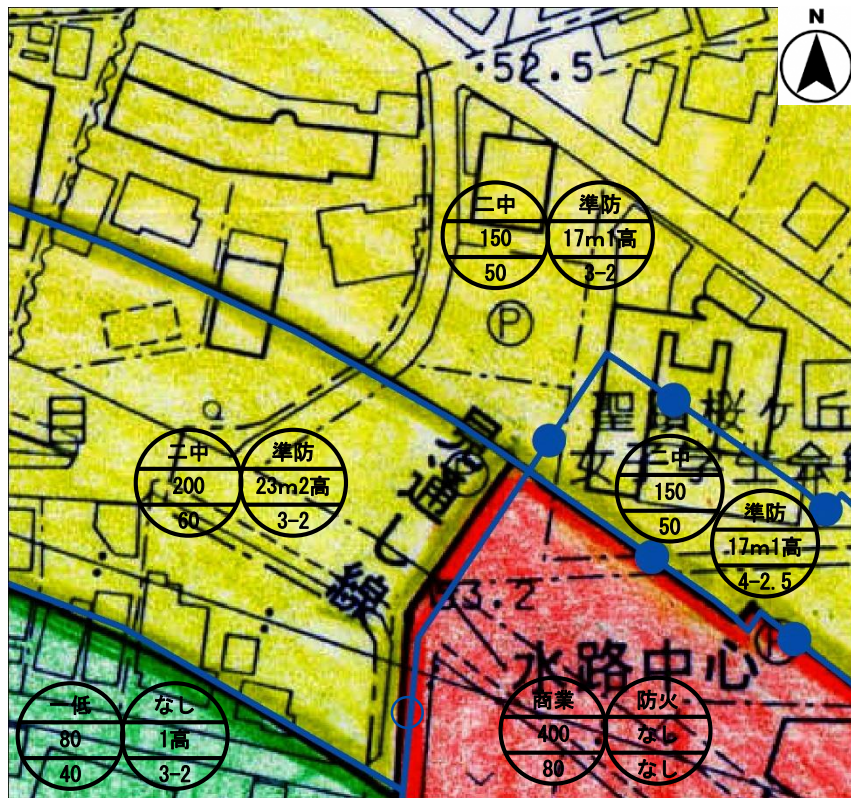 N
・52.5
二中 準防
150 17m1高
50 3-2
P
聖蹟桜ケ丘
女子学生会館
見通し線
二中 準防
200 23m2高
60 3-2
二中
150
50
準防
17m1高
4-2.5
53.2
水路中心
一低 なし
80 1高
40 3-2
商業 防火
400 なし
80 なし